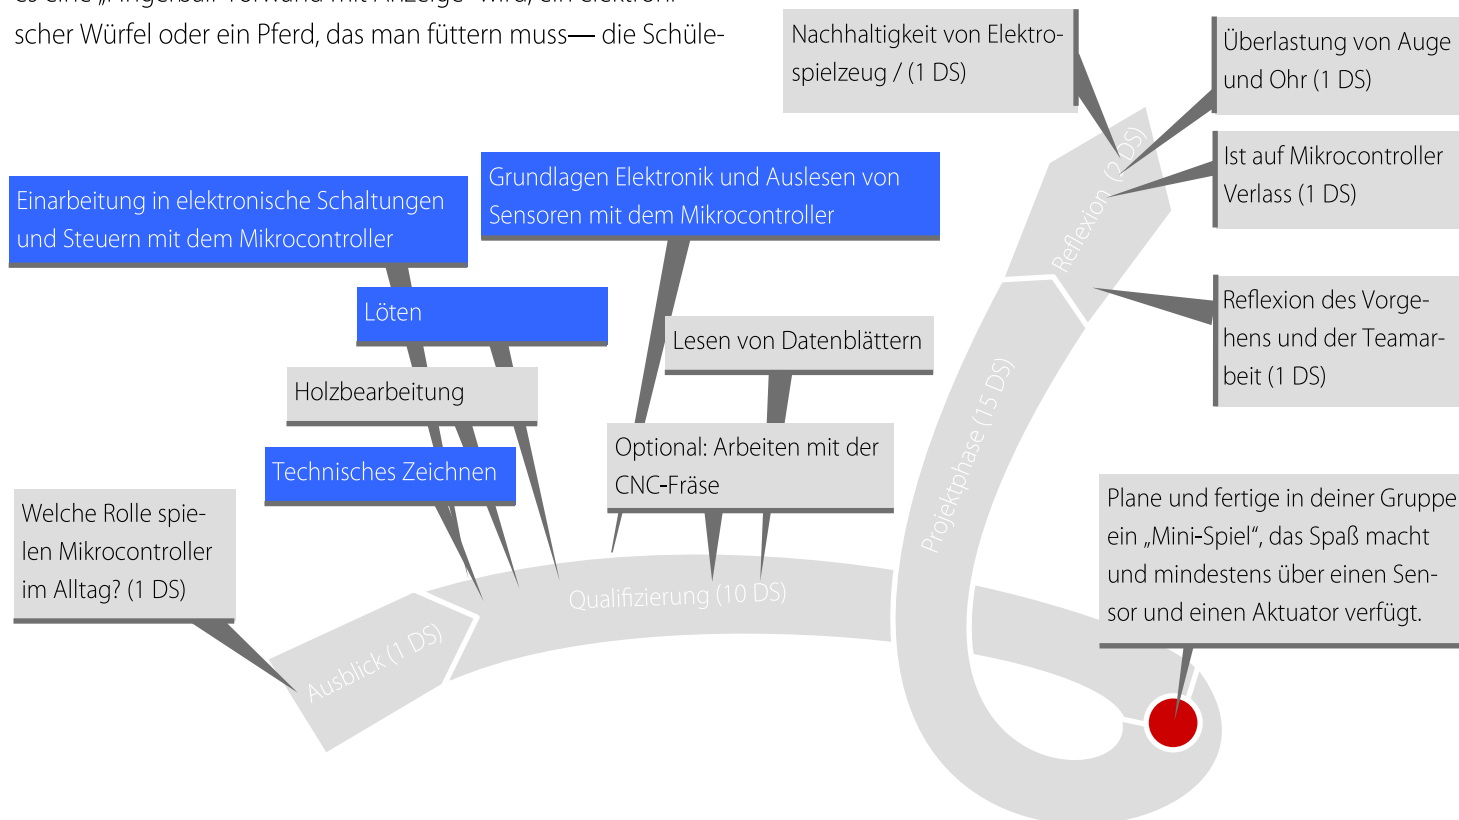 scher Würfel oder ein Pferd, das man füttern muss— die Schüle-
Nachhaltigkeit von Elektro-
spielzeug / (1 DS)
Überlastung von Auge
und Ohr (1 DS)
Ist auf Mikrocontroller
Verlass (1 DS)
Reflexion (2 DS)
Grundlagen Elektronik und Auslesen von
Sensoren mit dem Mikrocontroller
Einarbeitung in elektronische Schaltungen
und Steuern mit dem Mikrocontroller
Löten
Lesen von Datenblättern
Reflexion des Vorge-
hens und der Teamar-
beit (1 DS)
Holzbearbeitung
Optional: Arbeiten mit der
CNC-Fräse
Technisches Zeichnen
Projektphase (15 DS)
Welche Rolle spie-
len Mikrocontroller
im Alltag? (1 DS)
Plane und fertige in deiner Gruppe
ein „Mini-Spiel“, das Spaß macht
und mindestens über einen Sen-
sor und einen Aktuator verfügt.
Qualifizierung (10 DS)
Ausblick (1 DS)